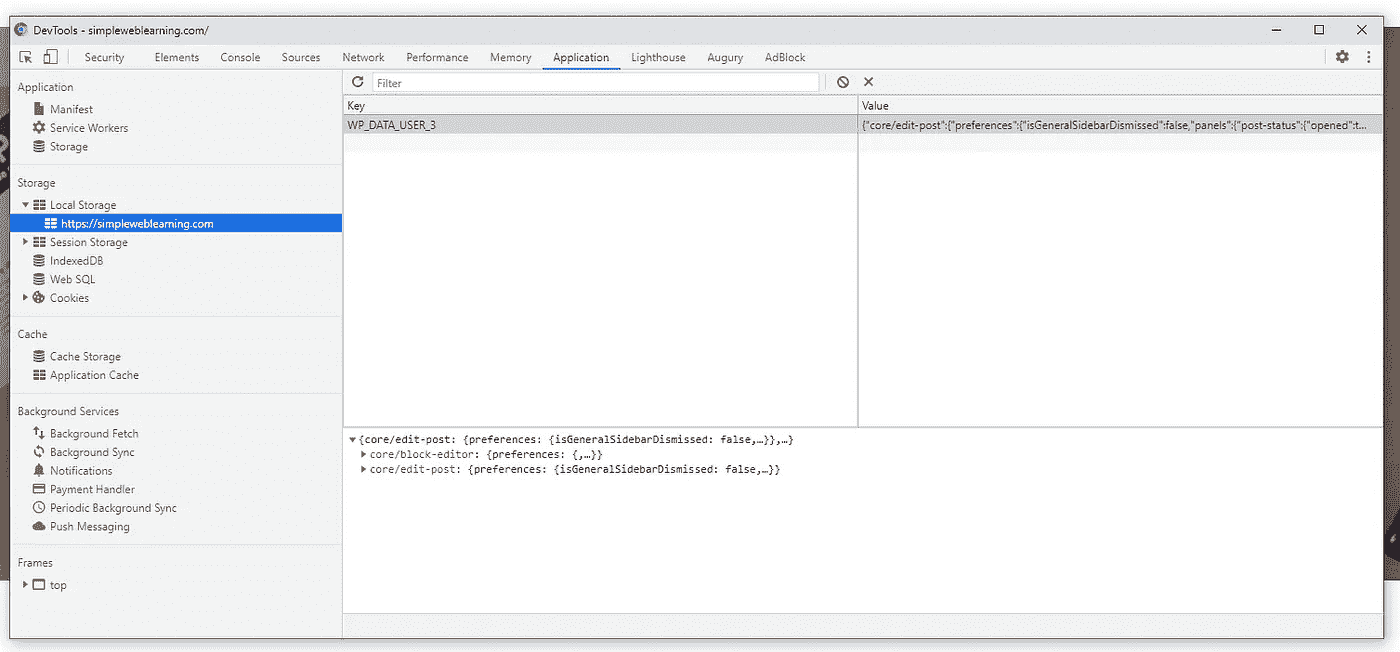 DevTools - simpleweblearning.com/
Security Elements Console Sources Network Performance Memory Application Lighthouse Augury AdBlock
Application
Manifest
Service Workers
Storage
Storage
Local Storage
https://simpleweblearning.com
Session Storage
IndexedDB
Web SQL
Cookies
Cache
Cache Storage
Application Cache
Background Services
Background Fetch
Background Sync
Notifications
Payment Handler
Periodic Background Sync
Push Messaging
Frames
top
Filter
Key Value
WP_DATA_USER_3 {"core/edit-post":{"preferences":{"isGeneralSidebarDismissed":false,"panels":{"post-status":{"opened":t...
{core/edit-post: {preferences: {isGeneralSidebarDismissed: false,…}},…}
core/block-editor: {preferences: {,…}}
core/edit-post: {preferences: {isGeneralSidebarDismissed: false,…}}